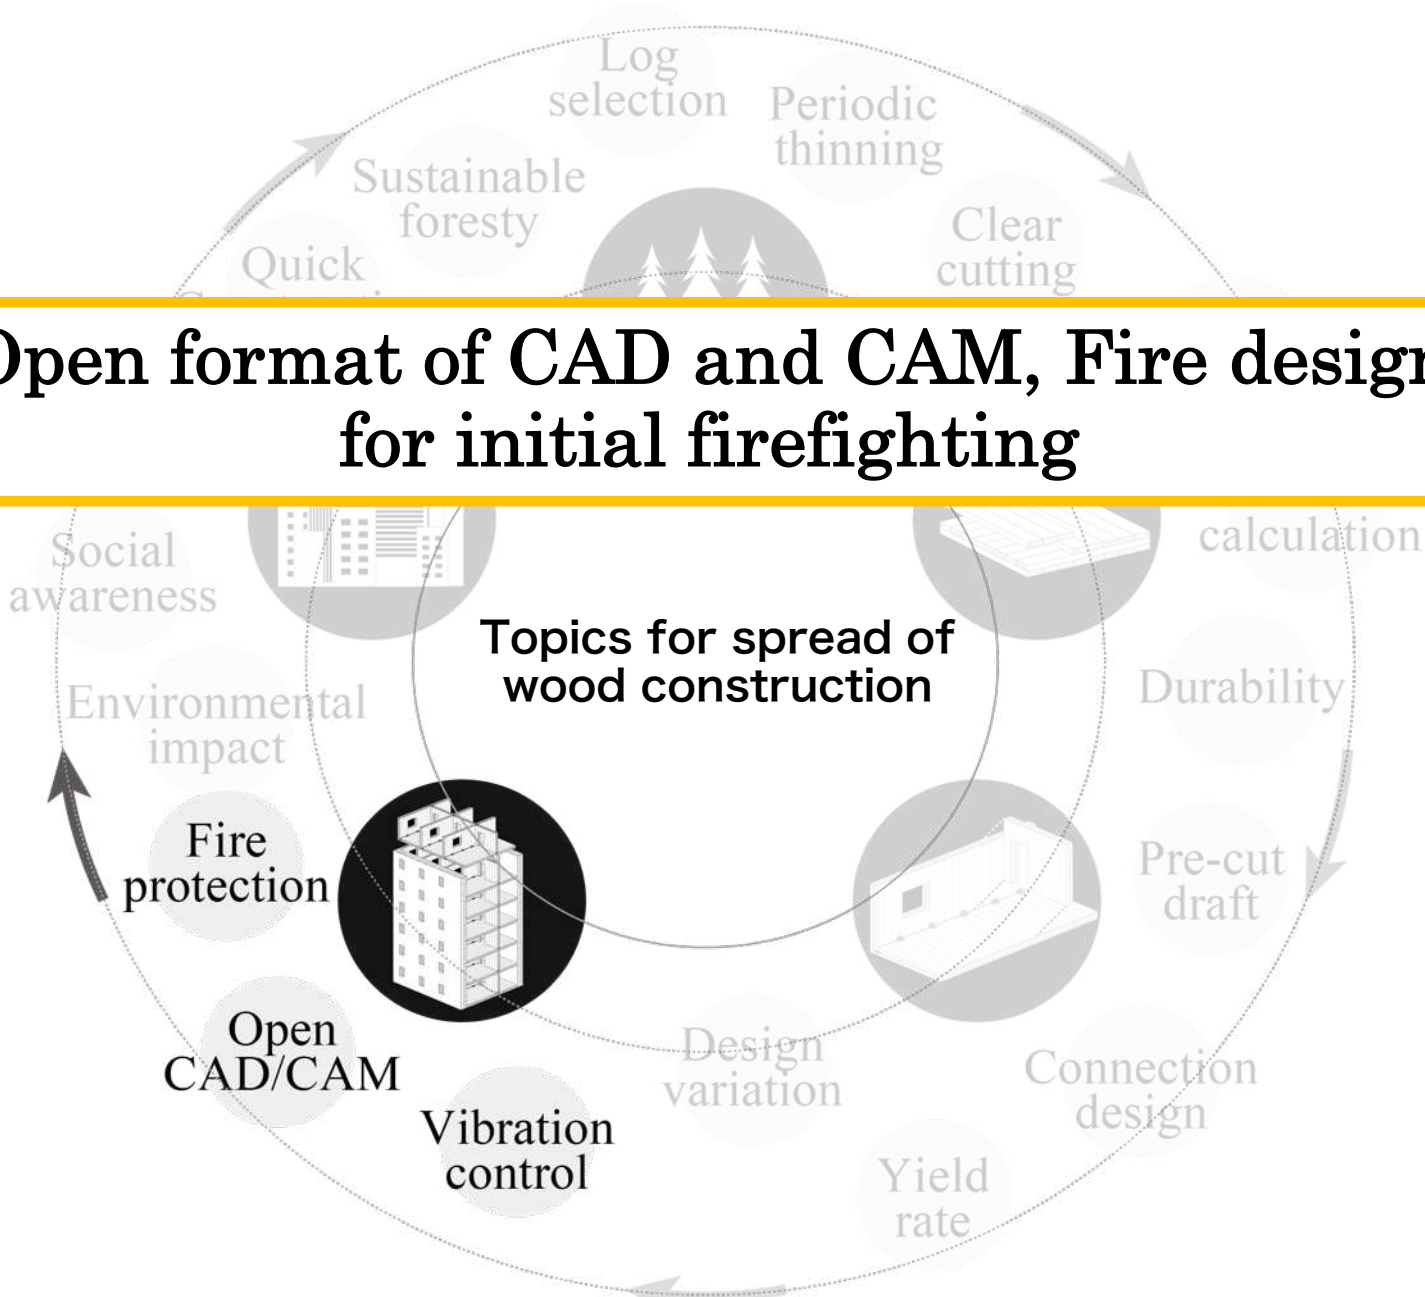 Log
selection
Periodic
thinning
Sustainable
foresty
Clear
cutting
Quick
Open format of CAD and CAM, Fire design
for initial firefighting
calculation
Social
awareness
Topics for spread of
wood construction
Durability
Environmental
impact
Fire
protection
Pre-cut
draft
Open
CAD/CAM
Design
variation
Connection
design
Vibration
control
Yield
rate